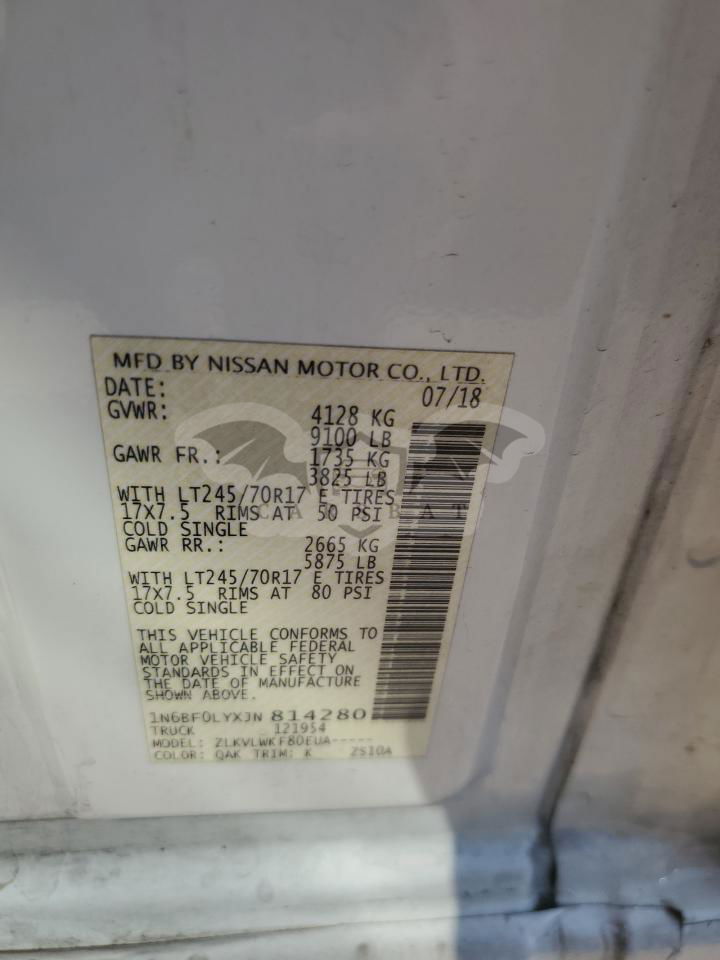 MFD BY NISSAN MOTOR CO., LTD.
DATE: 07/18
GVWR: 4128 KG
9100 LB
GAWR FR.: 1735 KG
3825 LB
WITH LT245/70R17 E TIRES
17X7.5 RIMS AT 50 PSI
COLD SINGLE
GAWR RR.: 2665 KG
5875 LB
WITH LT245/70R17 E TIRES
17X7.5 RIMS AT 80 PSI
COLD SINGLE
THIS VEHICLE CONFORMS TO
ALL APPLICABLE FEDERAL
MOTOR VEHICLE SAFETY
STANDARDS IN EFFECT ON
THE DATE OF MANUFACTURE
SHOWN ABOVE.
1N6BF0LYXJN 814280
TRUCK 121954
MODEL: ZLKVLWKF80EUA-----
COLOR: QAK TRIM: K 2510A